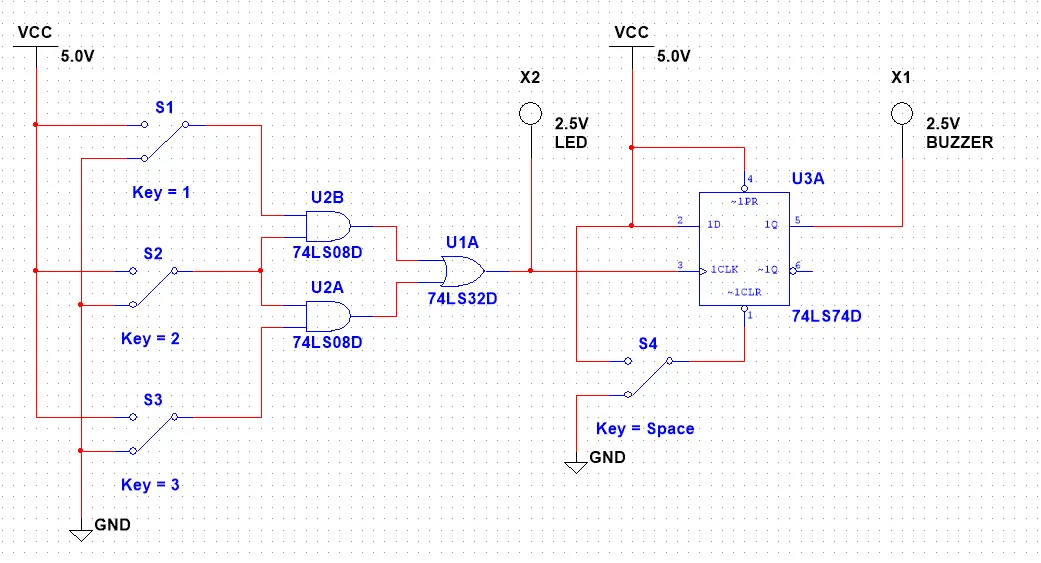 VCC
5.0V
S1
Key = 1
S2
Key = 2
S3
Key = 3
GND
U2B
74LS08D
U2A
74LS08D
U1A
74LS32D
X2
2.5V
LED
VCC
5.0V
X1
2.5V
BUZZER
U3A
4
~1PR
2
1D
1Q
5
3
1CLK
~1Q
6
~1CLR
1
74LS74D
S4
Key = Space
GND